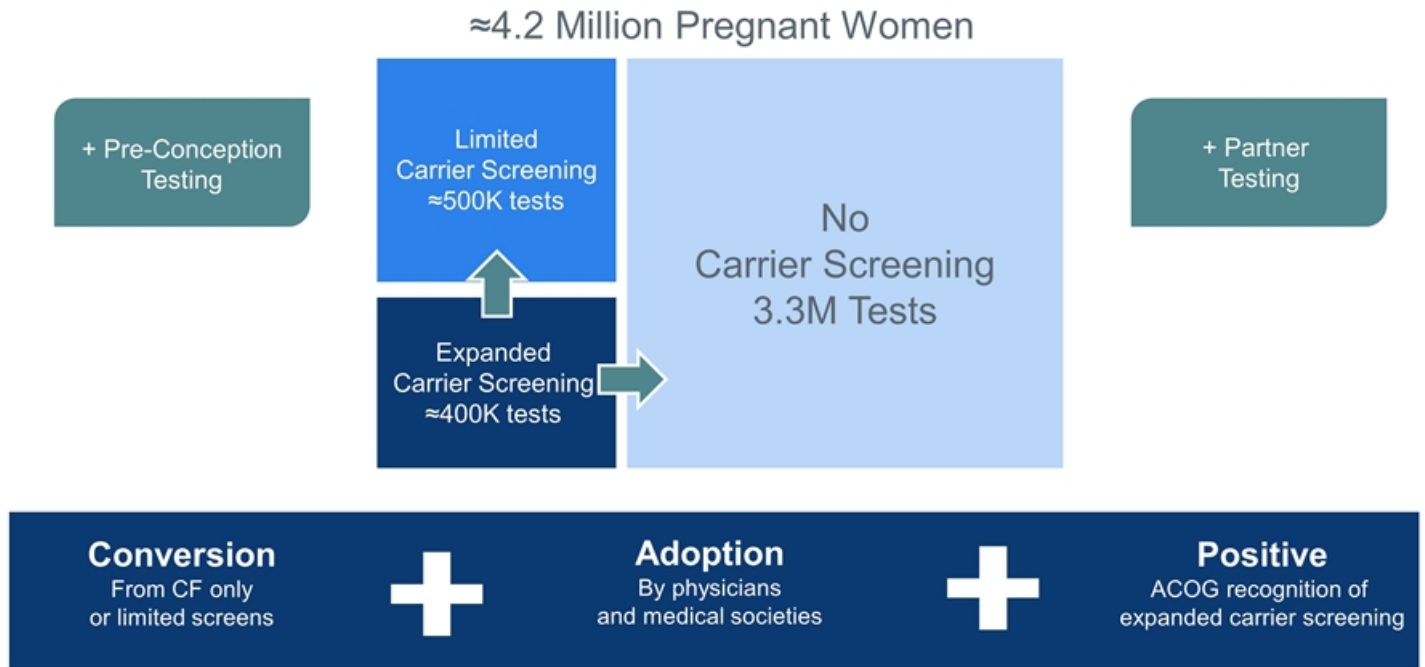 ≈4.2 Million Pregnant Women
+ Pre-Conception
Testing
Limited
Carrier Screening
≈500K tests
Expanded
Carrier Screening
≈400K tests
No
Carrier Screening
3.3M Tests
+ Partner
Testing
Conversion
From CF only
or limited screens
+
Adoption
By physicians
and medical societies
+
Positive
ACOG recognition of
expanded carrier screening